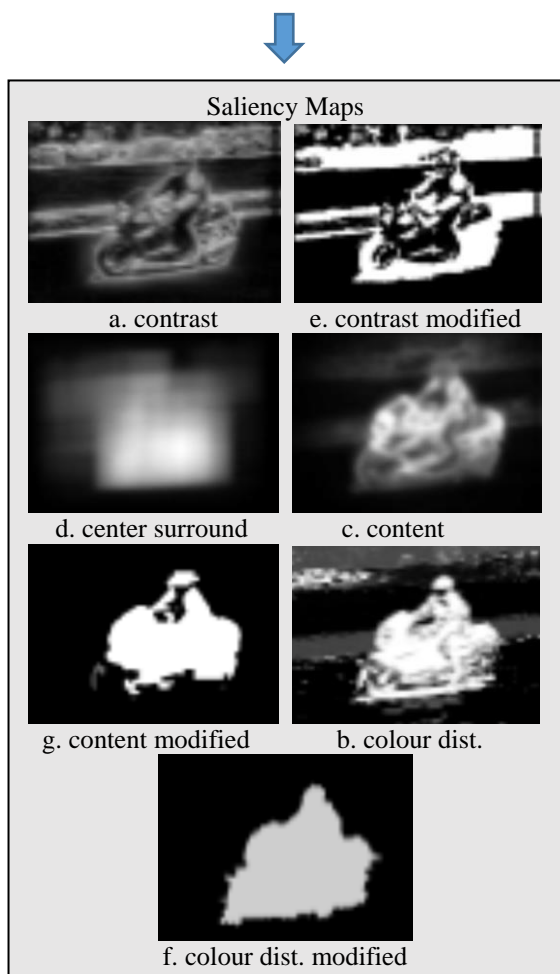 Saliency Maps
a. contrast e. contrast modified
d. center surround c. content
g. content modified b. colour dist.
f. colour dist. modified